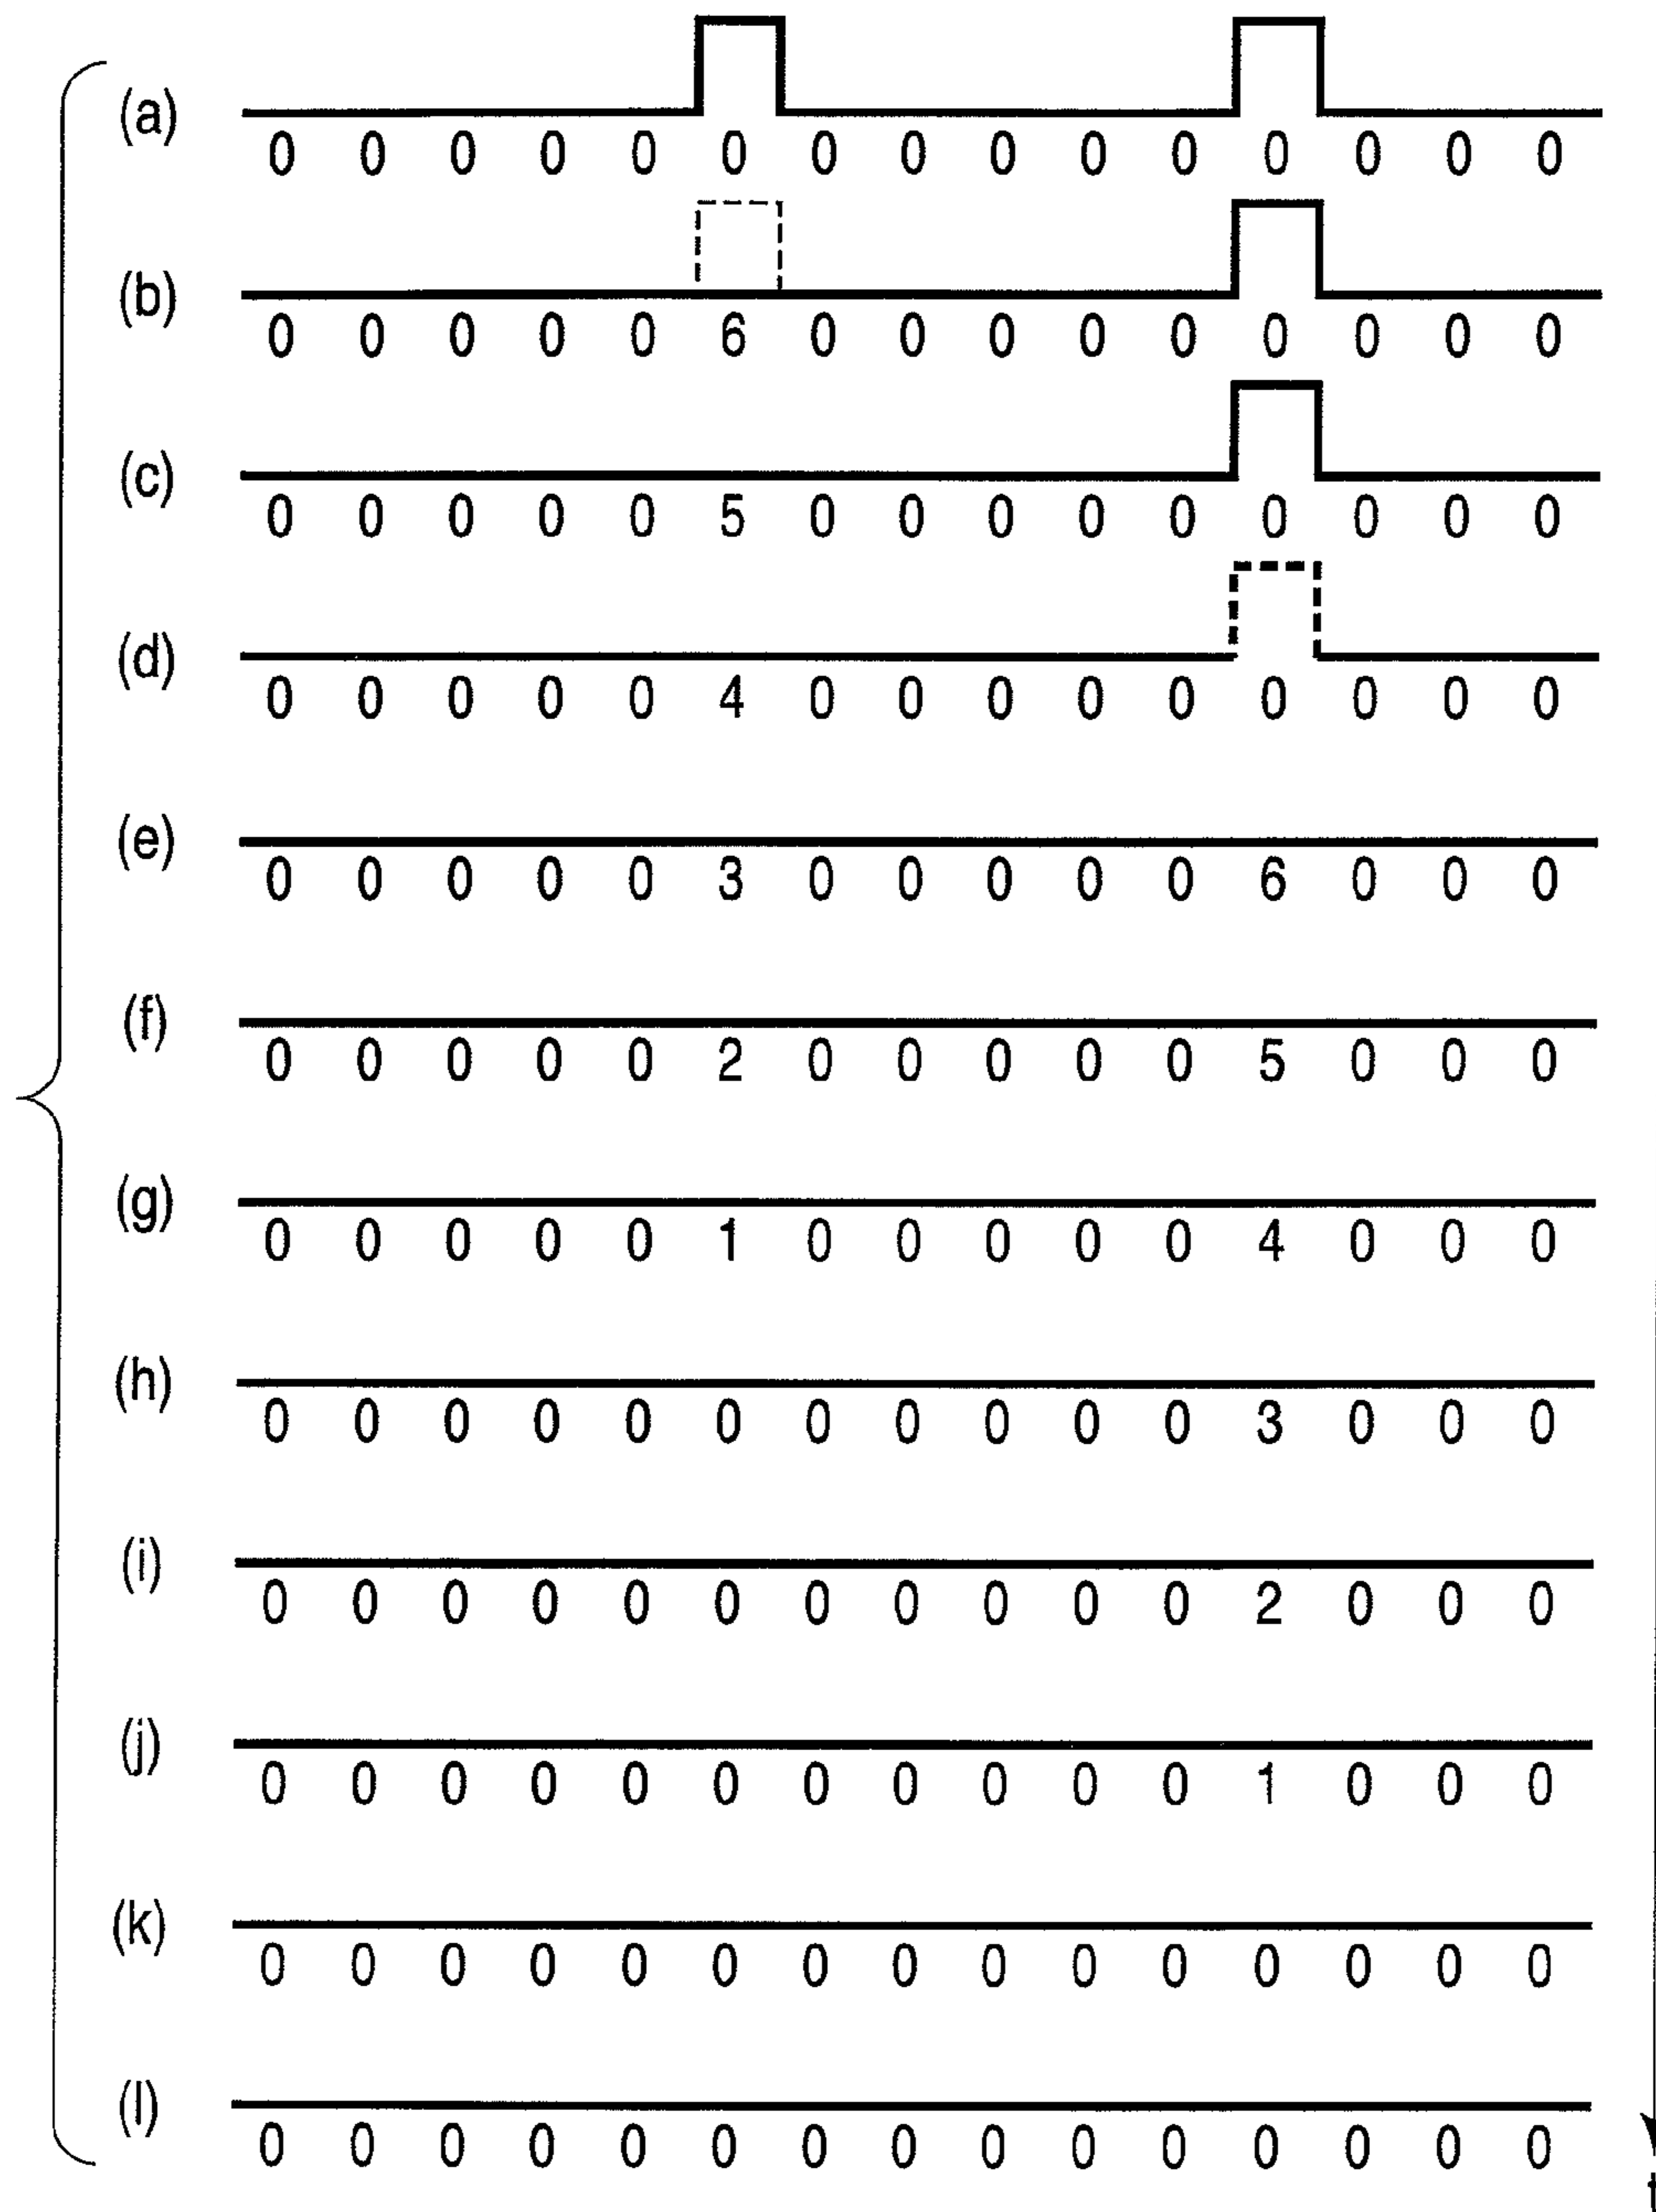 (a)
0 0 0 0 0 0 0 0 0 0 0 0 0 0 0
(b)
0 0 0 0 0 6 0 0 0 0 0 0 0 0 0
(c)
0 0 0 0 0 5 0 0 0 0 0 0 0 0 0
(d)
0 0 0 0 0 4 0 0 0 0 0 0 0 0 0
(e)
0 0 0 0 0 3 0 0 0 0 0 6 0 0 0
(f)
0 0 0 0 0 2 0 0 0 0 0 5 0 0 0
(g)
0 0 0 0 0 1 0 0 0 0 0 4 0 0 0
(h)
0 0 0 0 0 0 0 0 0 0 0 3 0 0 0
(i)
0 0 0 0 0 0 0 0 0 0 0 2 0 0 0
(j)
0 0 0 0 0 0 0 0 0 0 0 1 0 0 0
(k)
0 0 0 0 0 0 0 0 0 0 0 0 0 0 0
(l)
0 0 0 0 0 0 0 0 0 0 0 0 0 0 0
t